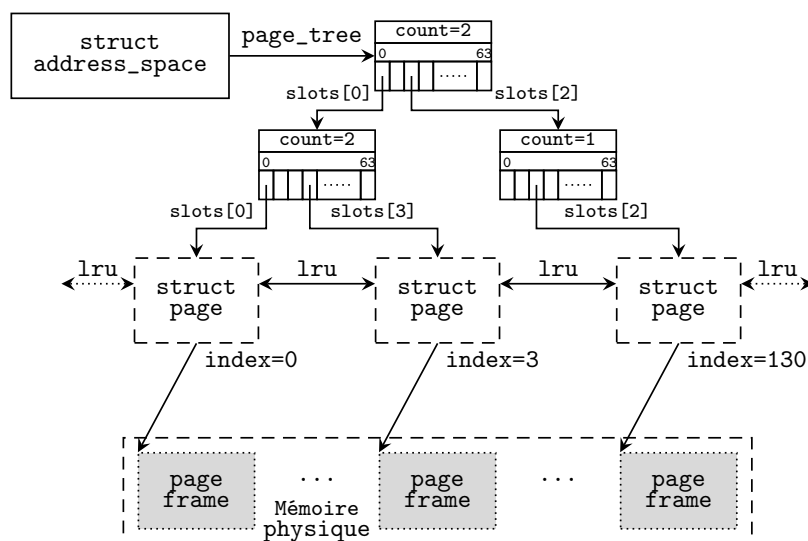 struct
address_space
page_tree
count=2
0 63
.....
slots[0] slots[2]
count=2 count=1
0 63 0 63
..... .....
slots[0] slots[3] slots[2]
lru lru lru lru
struct
page
struct
page
struct
page
index=0 index=3 index=130
page
frame
...
page
frame
...
page
frame
Mémoire
physique